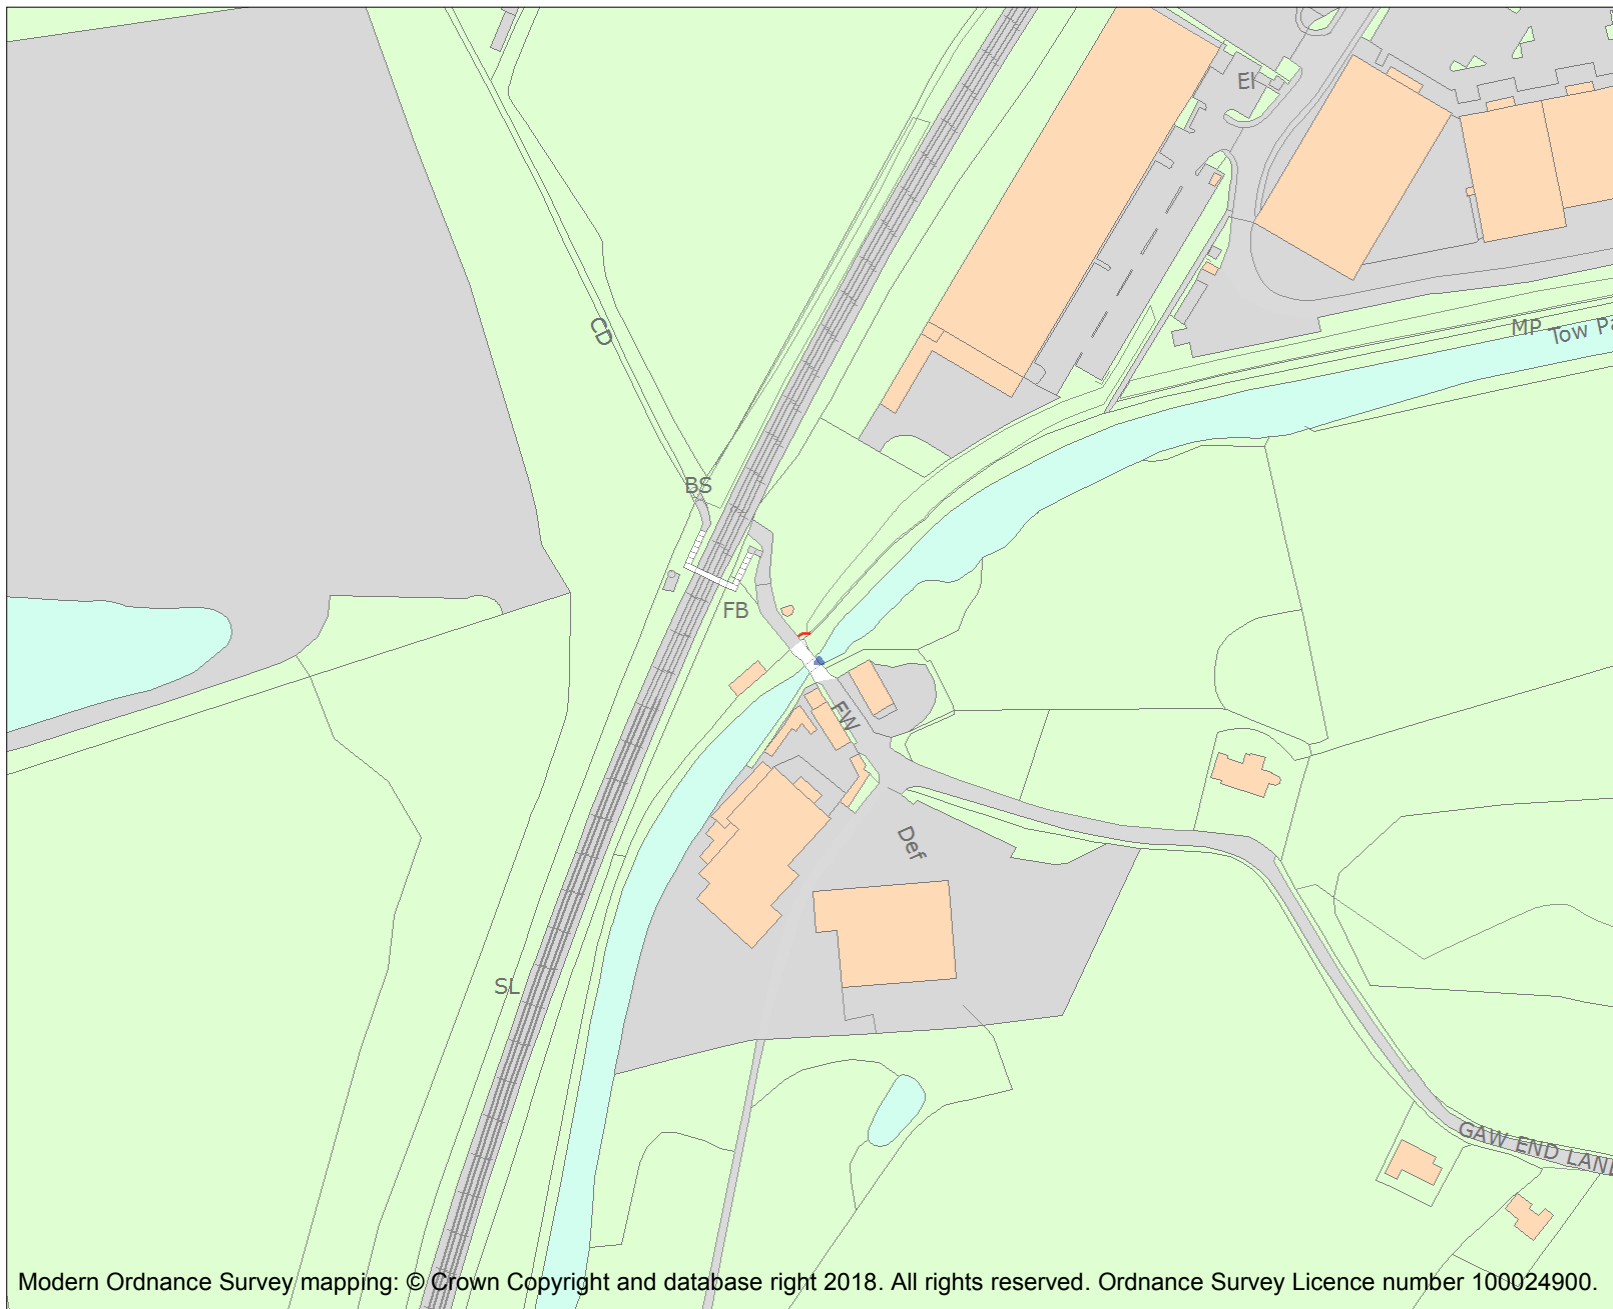 El
MP
Tow Pa
CD
BS
FB
FW
Def
SL
GAW END LANE
Modern Ordnance Survey mapping: © Crown Copyright and database right 2018. All rights reserved. Ordnance Survey Licence number 100024900.